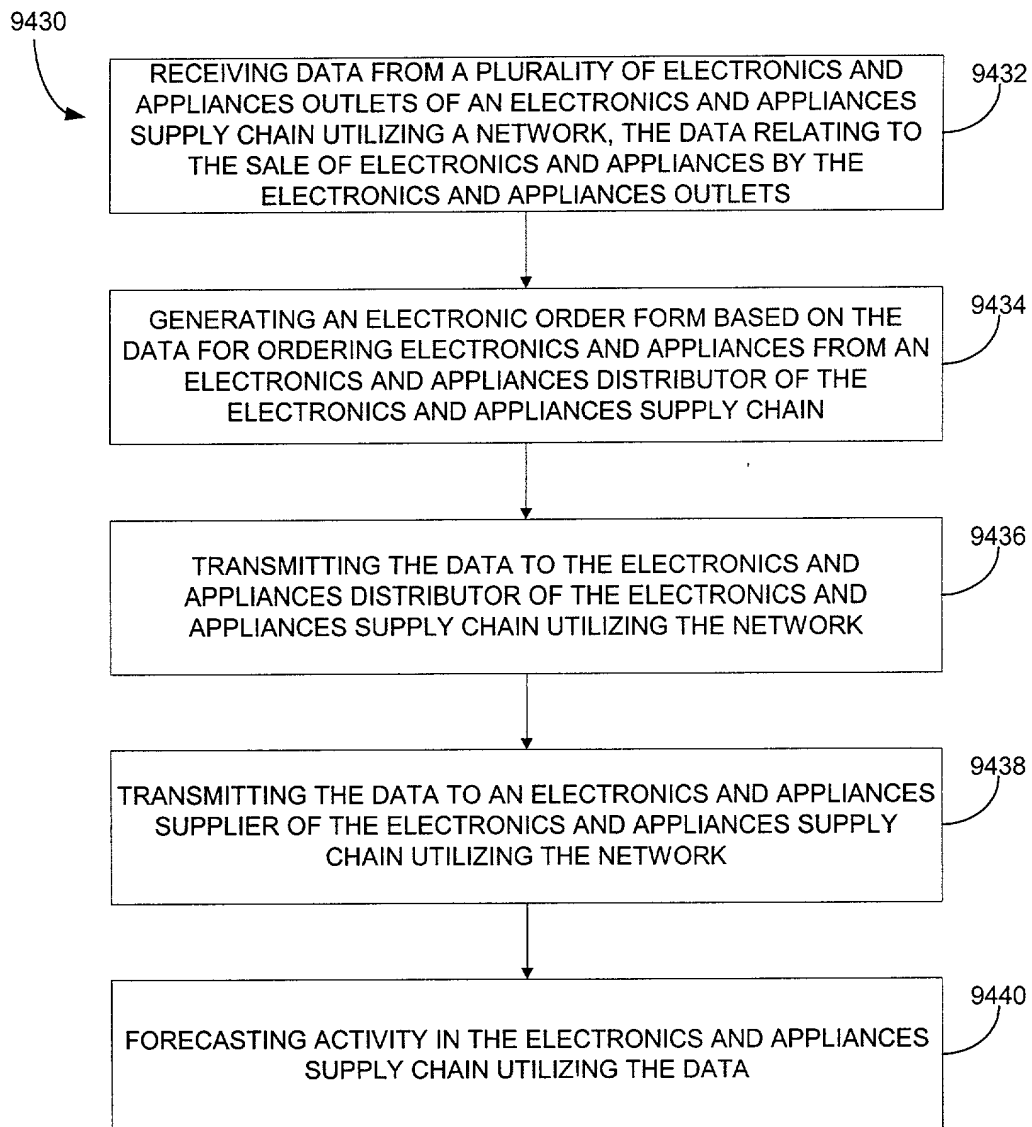 9430
RECEIVING DATA FROM A PLURALITY OF ELECTRONICS AND
APPLIANCES OUTLETS OF AN ELECTRONICS AND APPLIANCES
SUPPLY CHAIN UTILIZING A NETWORK, THE DATA RELATING TO
THE SALE OF ELECTRONICS AND APPLIANCES BY THE
ELECTRONICS AND APPLIANCES OUTLETS
9432
GENERATING AN ELECTRONIC ORDER FORM BASED ON THE
DATA FOR ORDERING ELECTRONICS AND APPLIANCES FROM AN
ELECTRONICS AND APPLIANCES DISTRIBUTOR OF THE
ELECTRONICS AND APPLIANCES SUPPLY CHAIN
9434
TRANSMITTING THE DATA TO THE ELECTRONICS AND
APPLIANCES DISTRIBUTOR OF THE ELECTRONICS AND
APPLIANCES SUPPLY CHAIN UTILIZING THE NETWORK
9436
TRANSMITTING THE DATA TO AN ELECTRONICS AND APPLIANCES
SUPPLIER OF THE ELECTRONICS AND APPLIANCES SUPPLY
CHAIN UTILIZING THE NETWORK
9438
FORECASTING ACTIVITY IN THE ELECTRONICS AND APPLIANCES
SUPPLY CHAIN UTILIZING THE DATA
9440